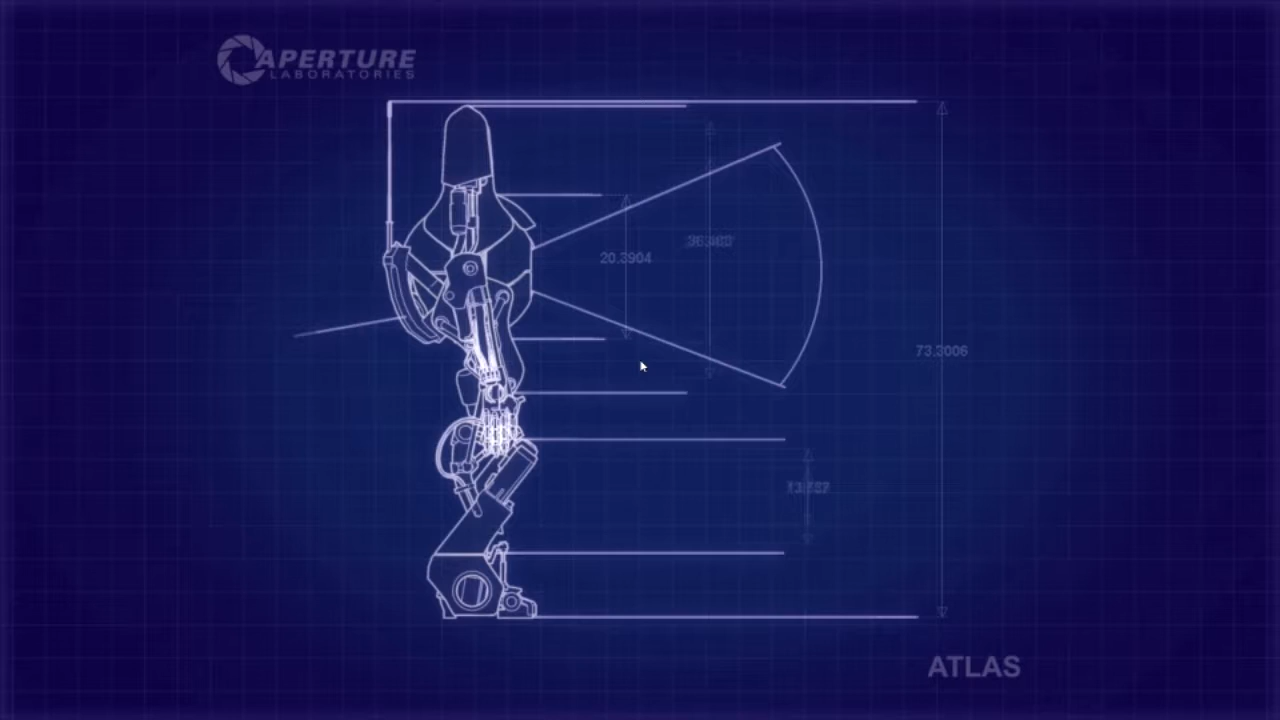 APERTURE
LABORATORIES
20.3904
73.3006
ATLAS